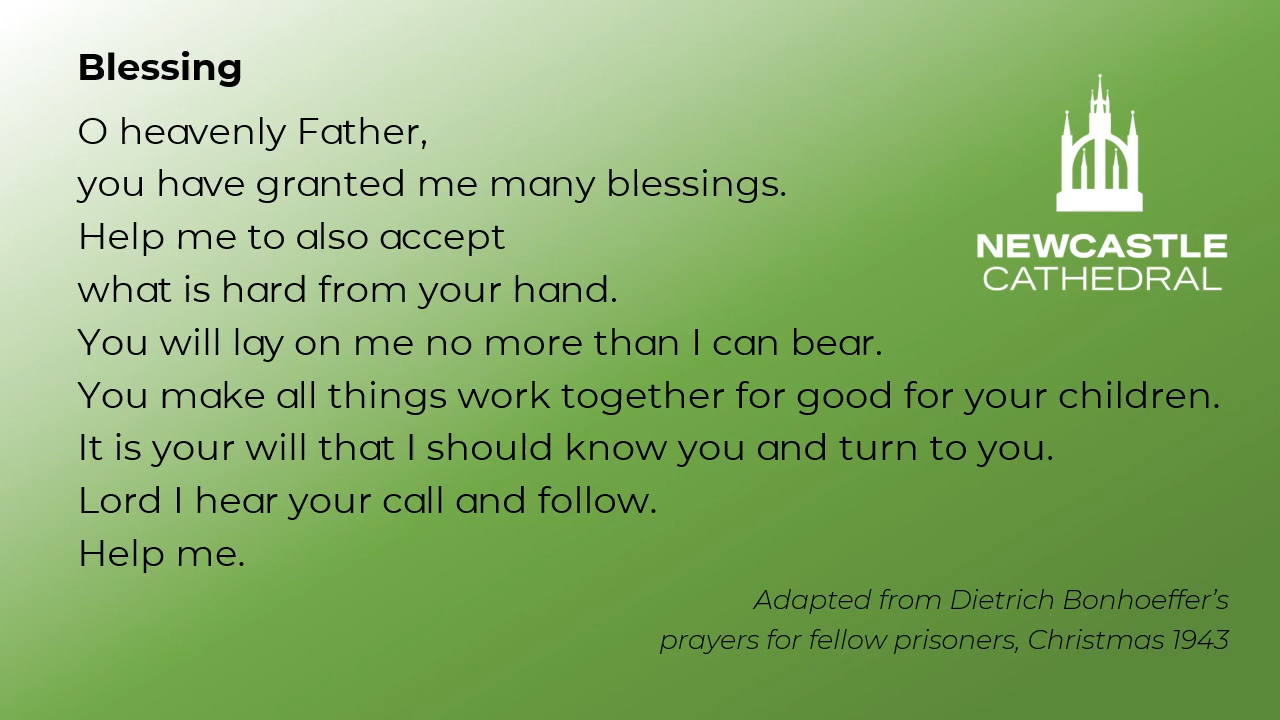 Blessing
O heavenly Father,
you have granted me many blessings.
Help me to also accept
what is hard from your hand.
You will lay on me no more than I can bear.
You make all things work together for good for your children.
It is your will that I should know you and turn to you.
Lord I hear your call and follow.
Help me.
Adapted from Dietrich Bonhoeffer’s
prayers for fellow prisoners, Christmas 1943
NEWCASTLE
CATHEDRAL